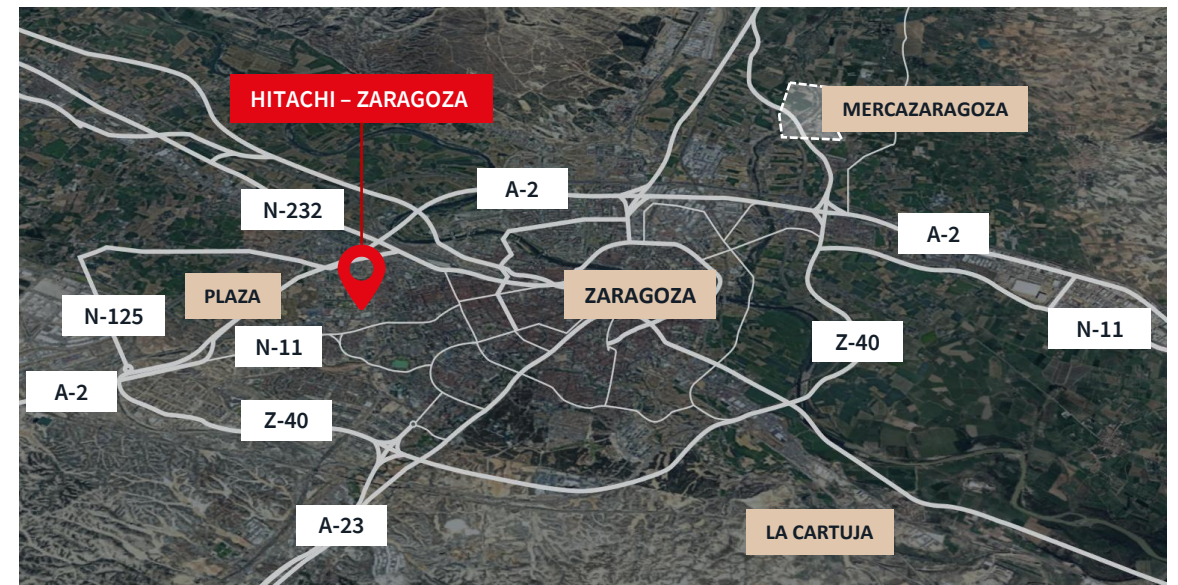 HITACHI – ZARAGOZA
MERCAZARAGOZA
A-2
N-232
A-2
PLAZA
ZARAGOZA
N-125
N-11
N-11
Z-40
A-2
Z-40
A-23
LA CARTUJA